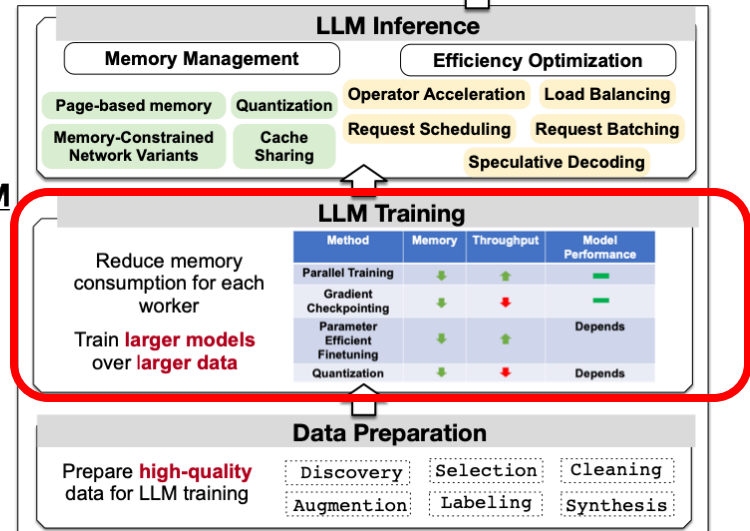 LLM Inference
Memory Management
Efficiency Optimization
Page-based memory
Quantization
Memory-Constrained
Network Variants
Cache
Sharing
Operator Acceleration
Load Balancing
Request Scheduling
Request Batching
Speculative Decoding
M
LLM Training
Reduce memory
consumption for each
worker
Train larger models
over larger data
Method Memory Throughput Model
Performance
Parallel Training
Gradient
Checkpointing
Parameter
Efficient
Finetuning
Depends
Quantization Depends
Data Preparation
Prepare high-quality
data for LLM training
Discovery Selection Cleaning
Augmention Labeling Synthesis